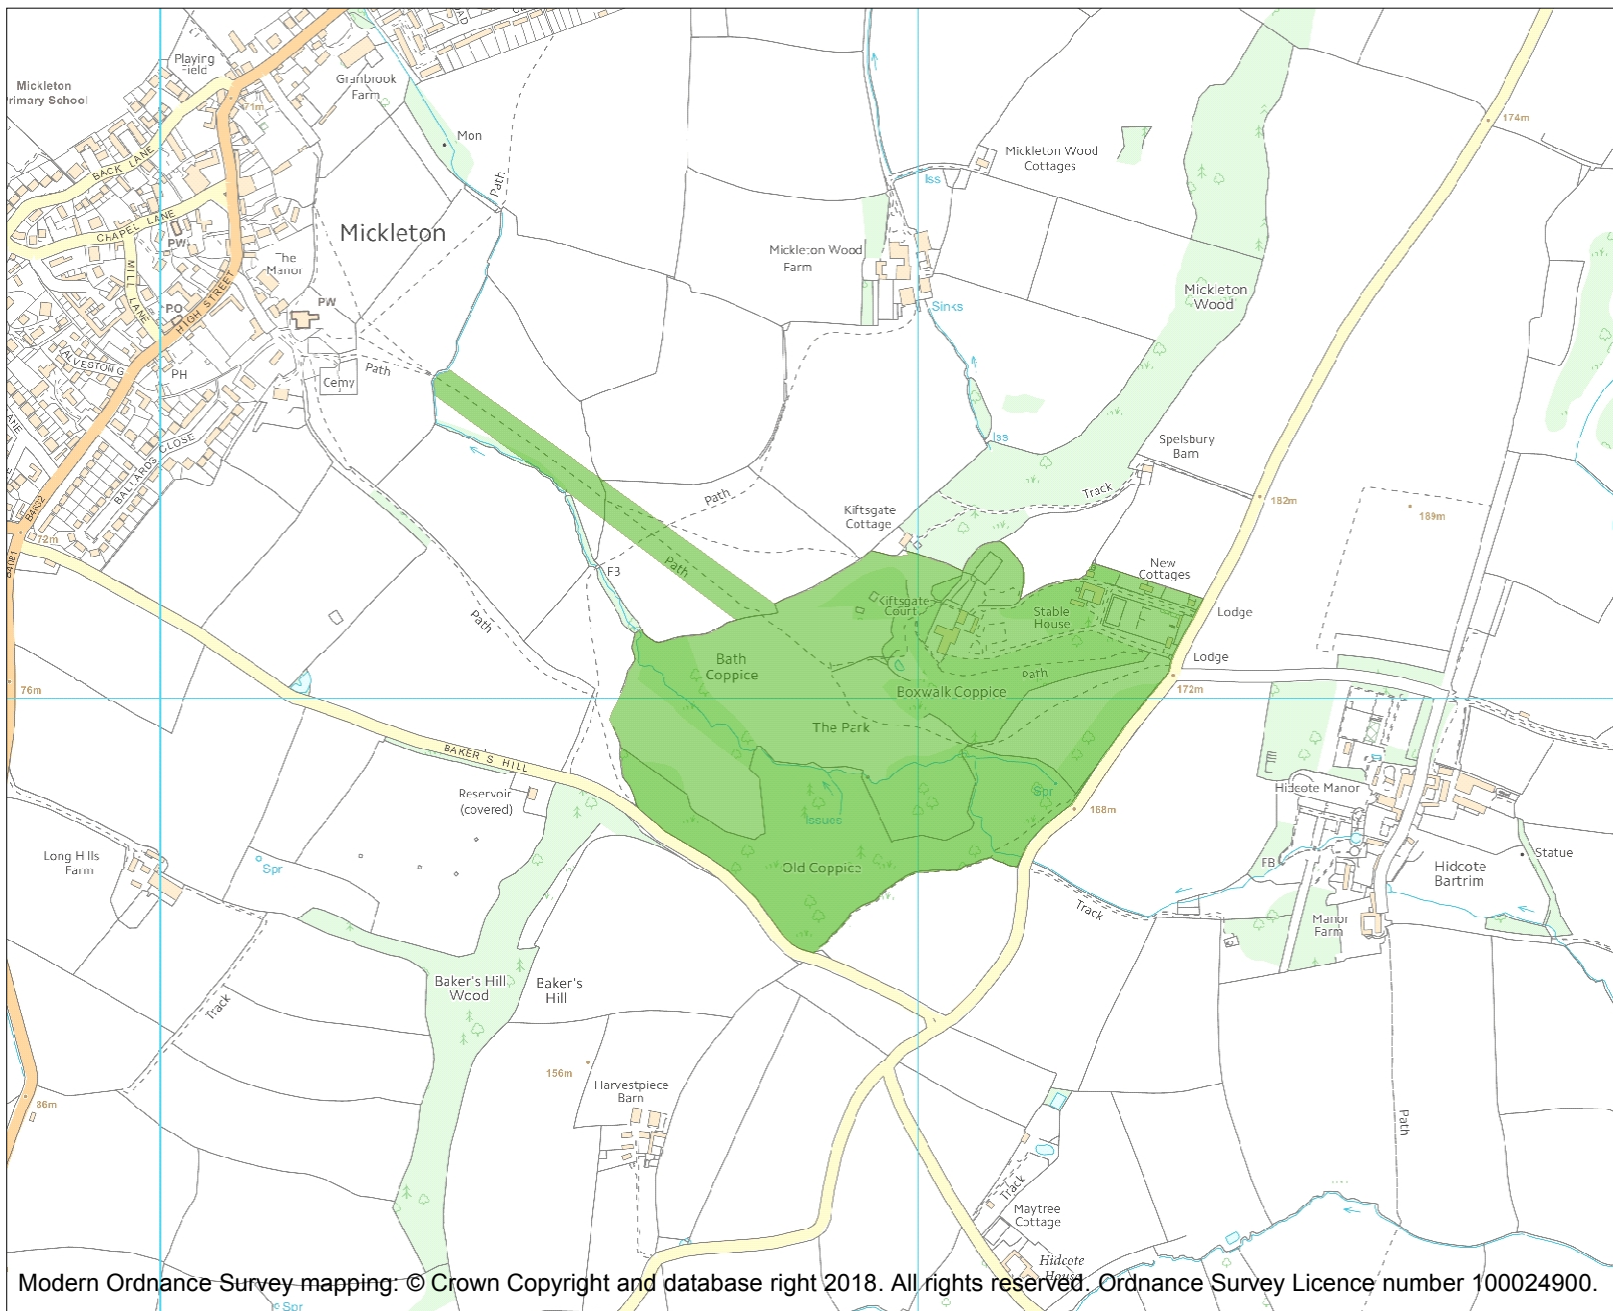 Playing
Field
Mickleton
Primary School
Granbrook
Farm
71m
Mon
BACK LANE
CHAPEL LANE
MILL LANE
HIGH STREET
PW
The
Manor
Mickleton
PO
PW
ALVESTON G
PH
Cemy
Path
LANE
BALLARDS CLOSE
B4632
B4081
72m
Path
Mickleton Wood
Cottages
Iss
174m
Mickleton Wood
Farm
Sinks
Mickleton
Wood
Iss
Spelsbury
Barn
Track
182m
189m
Path
Kiftsgate
Cottage
Path
Path
F3
New
Cottages
Kiftsgate
Court
Stable
House
Lodge
Lodge
Bath
Coppice
Path
172m
Boxwalk Coppice
The Park
76m
BAKER'S HILL
Reservoir
(covered)
Issues
Spr
168m
Hidcote Manor
Long Hills
Farm
Spr
Old Coppice
FB
Hidcote
Bartrim
Statue
Track
Manor
Farm
Baker's Hill
Wood
Baker's
Hill
Track
156m
Harvestpiece
Barn
86m
Path
Track
Maytree
Cottage
Hidcote
House
Modern Ordnance Survey mapping: © Crown Copyright and database right 2018. All rights reserved. Ordnance Survey Licence number 100024900.
Spr